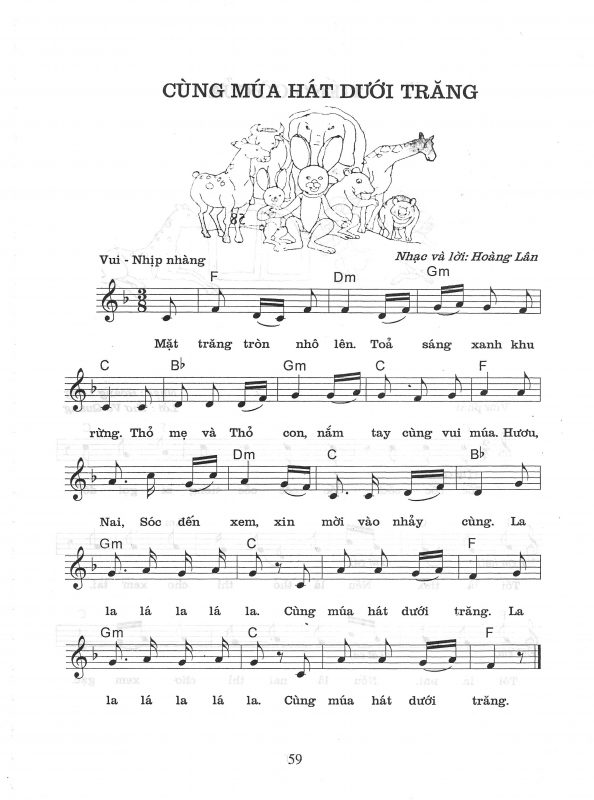 CÙNG MÚA HÁT DƯỚI TRĂNG
Vui - Nhịp nhàng
Nhạc và lời: Hoàng Lân
F Dm Gm
3/8
Mặt trăng tròn nhô lên. Toả sáng xanh khu
C Bb Gm C F
rừng. Thỏ mẹ và Thỏ con, nắm tay cùng vui múa. Hươu,
Dm C Bb
Nai, Sóc đến xem, xin mời vào nhảy cùng. La
Gm C F
la lá la lá la. Cùng múa hát dưới trăng. La
Gm C F
la lá la lá la. Cùng múa hát dưới trăng.
59